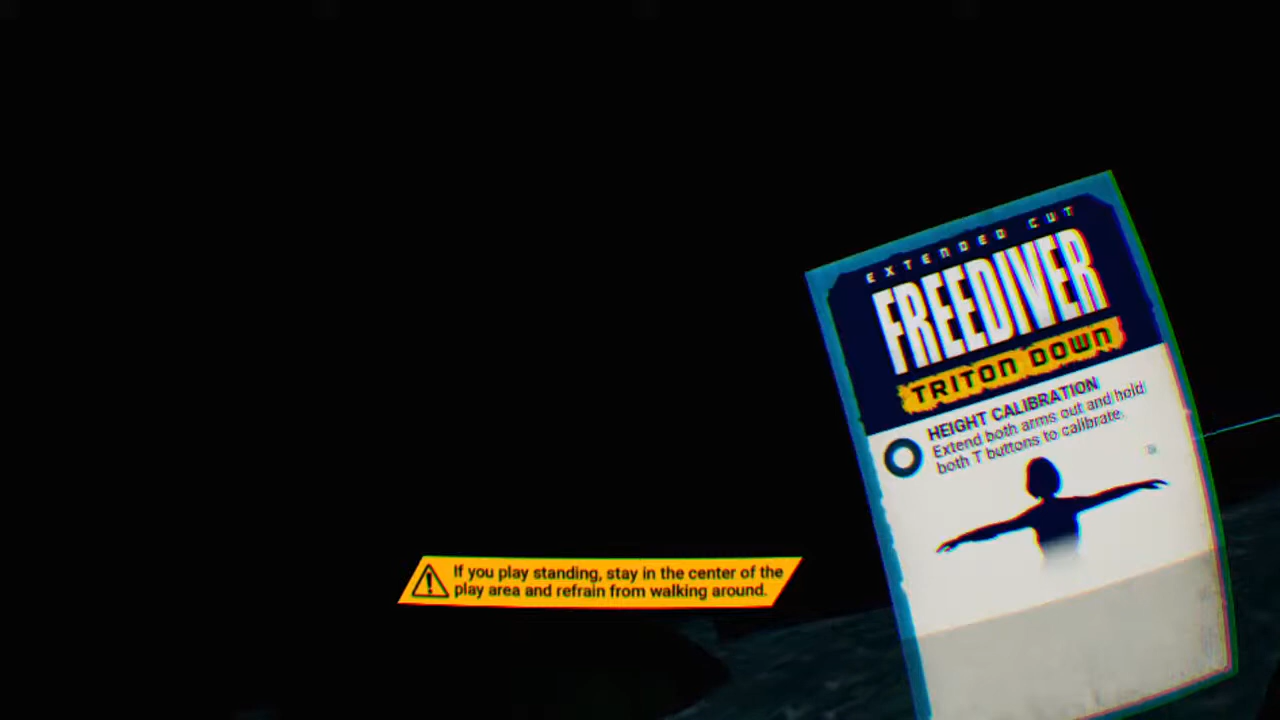 EXTENDED CUT
FREEDIVER
TRITON DOWN
HEIGHT CALIBRATION
Extend both arms out and hold
both T buttons to calibrate.
If you play standing, stay in the center of the
play area and refrain from walking around.